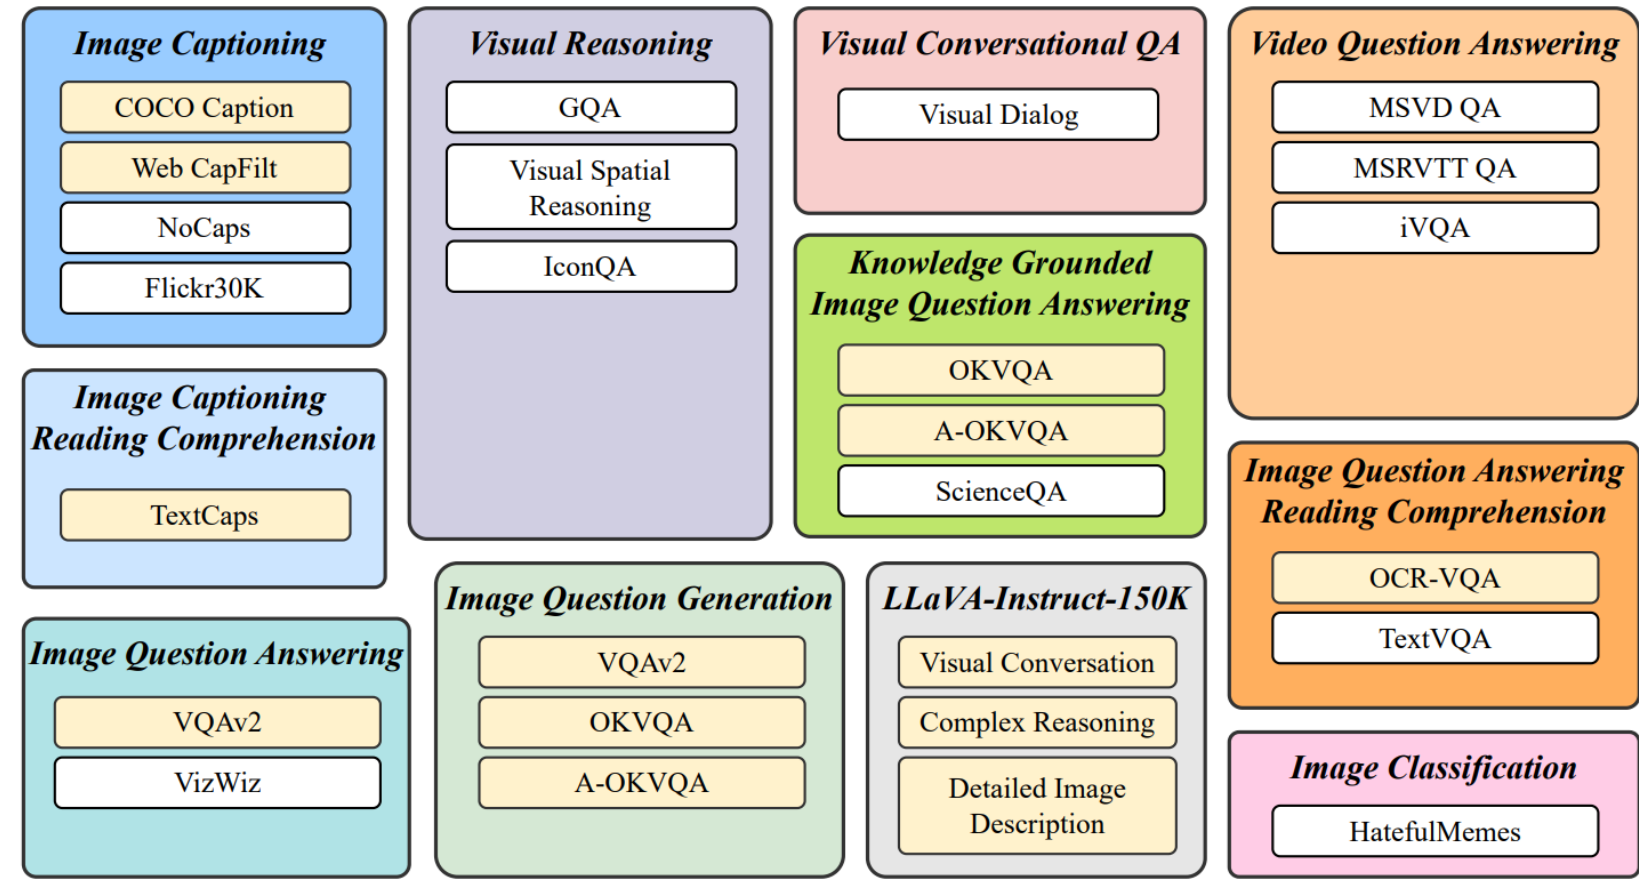 Image Captioning
COCO Caption
Web CapFilt
NoCaps
Flickr30K
Image Captioning
Reading Comprehension
TextCaps
Image Question Answering
VQAv2
VizWiz
Visual Reasoning
GQA
Visual Spatial
Reasoning
IconQA
Image Question Generation
VQAv2
OKVQA
A-OKVQA
Visual Conversational QA
Visual Dialog
Knowledge Grounded
Image Question Answering
OKVQA
A-OKVQA
ScienceQA
LLaVA-Instruct-150K
Visual Conversation
Complex Reasoning
Detailed Image
Description
Video Question Answering
MSVD QA
MSRVTT QA
iVQA
Image Question Answering
Reading Comprehension
OCR-VQA
TextVQA
Image Classification
HatefulMemes